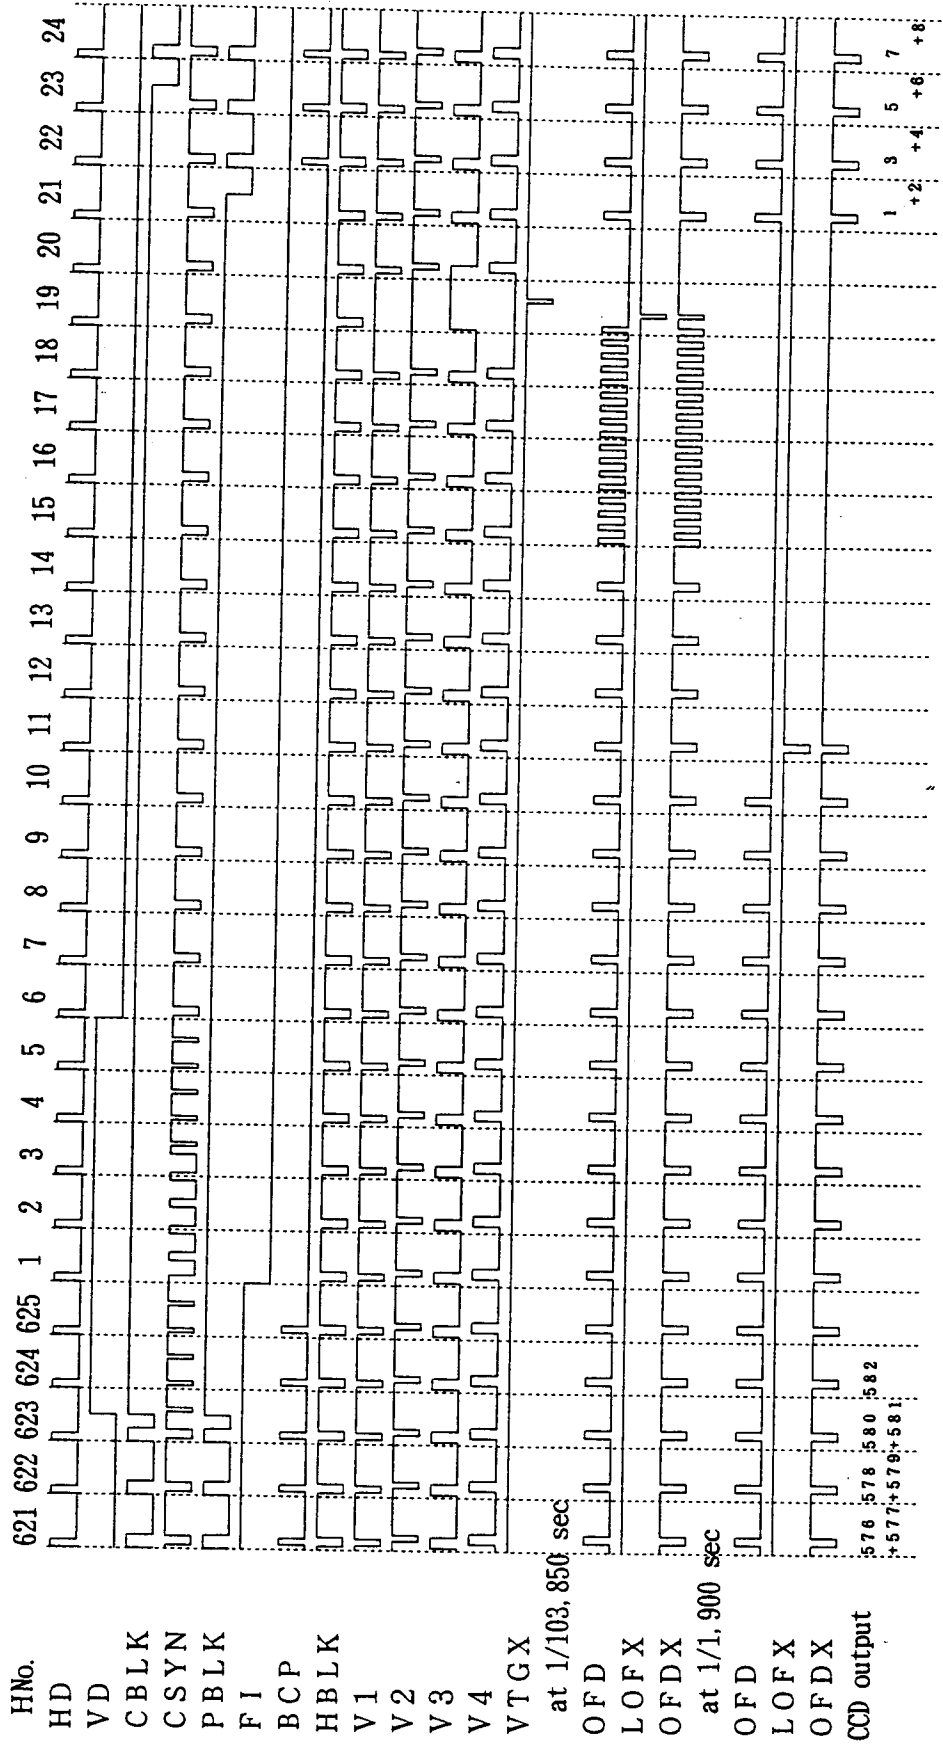 HNo. 621 622 623 624 625 1 2 3 4 5 6 7 8 9 10 11 12 13 14 15 16 17 18 19 20 21 22 23 24
HD
VD
CBLK
CSYN
PBLK
FI
BCP
HBLK
V1
V2
V3
V4
VTGX
at 1/103,850 sec
OFD
LOFX
OFDX
at 1/1,900 sec
OFD
LOFX
OFDX
CCD output 576 578 580 582 1 3 5 7
+577+579+581 +2 +4 +6 +8